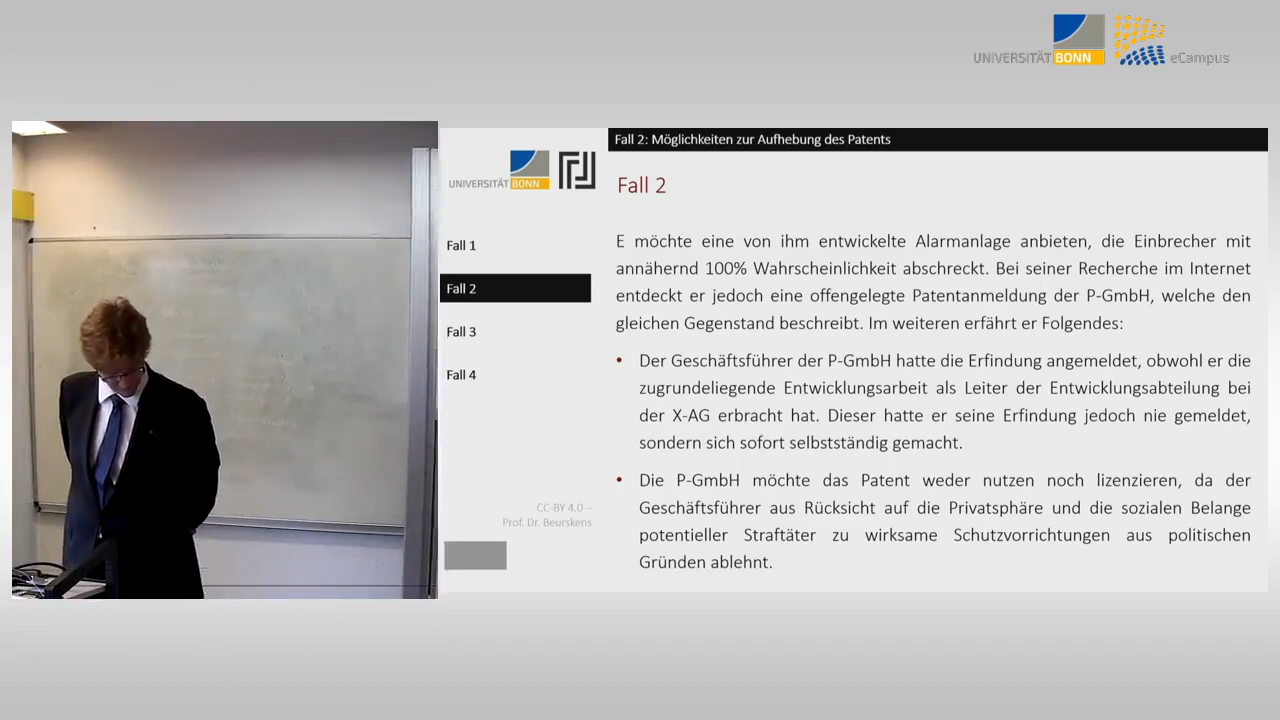 UNIVERSITÄT BONN eCampus
Fall 2: Möglichkeiten zur Aufhebung des Patents
UNIVERSITÄT BONN
Fall 2
Fall 1
Fall 2
Fall 3
Fall 4
E möchte eine von ihm entwickelte Alarmanlage anbieten, die Einbrecher mit
annähernd 100% Wahrscheinlichkeit abschreckt. Bei seiner Recherche im Internet
entdeckt er jedoch eine offengelegte Patentanmeldung der P-GmbH, welche den
gleichen Gegenstand beschreibt. Im weiteren erfährt er Folgendes:
• Der Geschäftsführer der P-GmbH hatte die Erfindung angemeldet, obwohl er die
zugrundeliegende Entwicklungsarbeit als Leiter der Entwicklungsabteilung bei
der X-AG erbracht hat. Dieser hatte er seine Erfindung jedoch nie gemeldet,
sondern sich sofort selbstständig gemacht.
• Die P-GmbH möchte das Patent weder nutzen noch lizenzieren, da der
Geschäftsführer aus Rücksicht auf die Privatsphäre und die sozialen Belange
potentieller Straftäter zu wirksame Schutzvorrichtungen aus politischen
Gründen ablehnt.
CC-BY 4.0 –
Prof. Dr. Beurskens